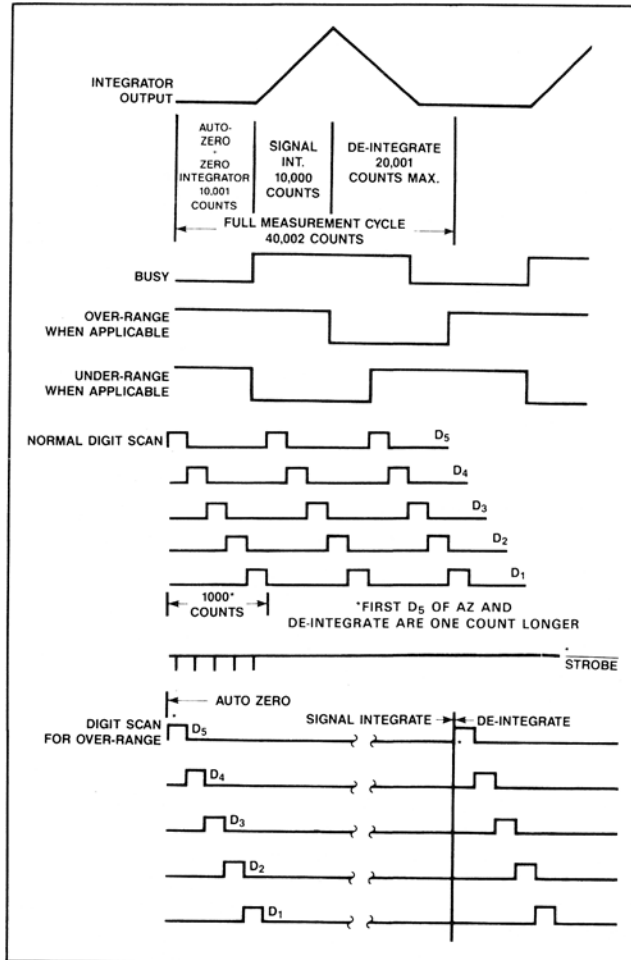 INTEGRATOR
OUTPUT
AUTO-
ZERO
+
ZERO
INTEGRATOR
10,001
COUNTS
SIGNAL
INT.
10,000
COUNTS
DE-INTEGRATE
20,001
COUNTS MAX.
FULL MEASUREMENT CYCLE
40,002 COUNTS
BUSY
OVER-RANGE
WHEN APPLICABLE
UNDER-RANGE
WHEN APPLICABLE
NORMAL DIGIT SCAN
D5
D4
D3
D2
D1
1000*
COUNTS
*FIRST D5 OF AZ AND
DE-INTEGRATE ARE ONE COUNT LONGER
STROBE
AUTO ZERO
SIGNAL INTEGRATE
DE-INTEGRATE
DIGIT SCAN
FOR OVER-RANGE
D5
D4
D3
D2
D1